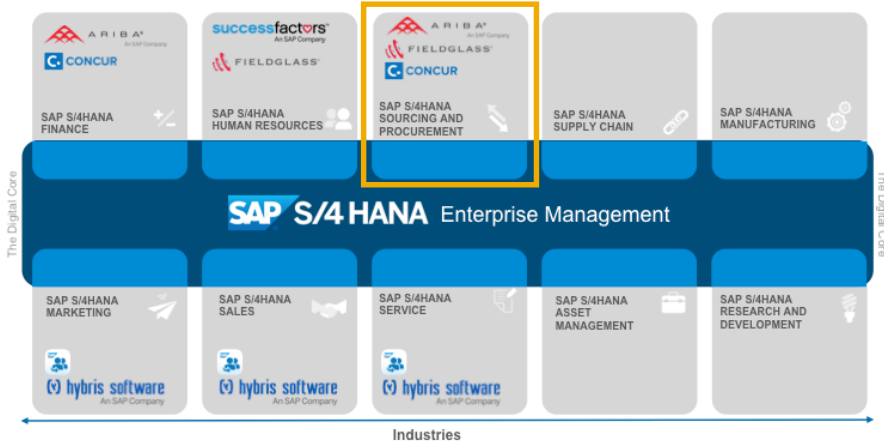 ARIBA
An SAP Company
CONCUR
SAP S/4HANA
FINANCE
successfactors™
An SAP Company
FIELDGLASS
SAP S/4HANA
HUMAN RESOURCES
ARIBA
An SAP Company
FIELDGLASS
CONCUR
SAP S/4HANA
SOURCING AND
PROCUREMENT
SAP S/4HANA
SUPPLY CHAIN
SAP S/4HANA
MANUFACTURING
The Digital Core
SAP S/4 HANA Enterprise Management
The Digital Core
SAP S/4HANA
MARKETING
hybris software
An SAP Company
SAP S/4HANA
SALES
hybris software
An SAP Company
SAP S/4HANA
SERVICE
hybris software
An SAP Company
SAP S/4HANA
ASSET
MANAGEMENT
SAP S/4HANA
RESEARCH AND
DEVELOPMENT
Industries